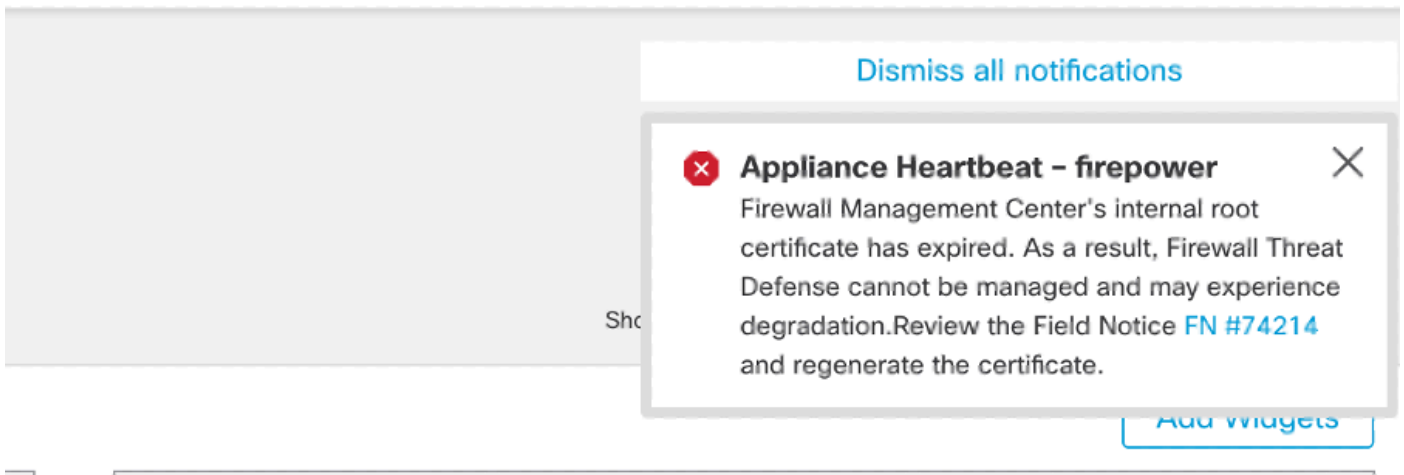 Dismiss all notifications
Appliance Heartbeat – firepower
Firewall Management Center's internal root
certificate has expired. As a result, Firewall Threat
Defense cannot be managed and may experience
Sho
degradation.Review the Field Notice FN #74214
and regenerate the certificate.
Add Widgets